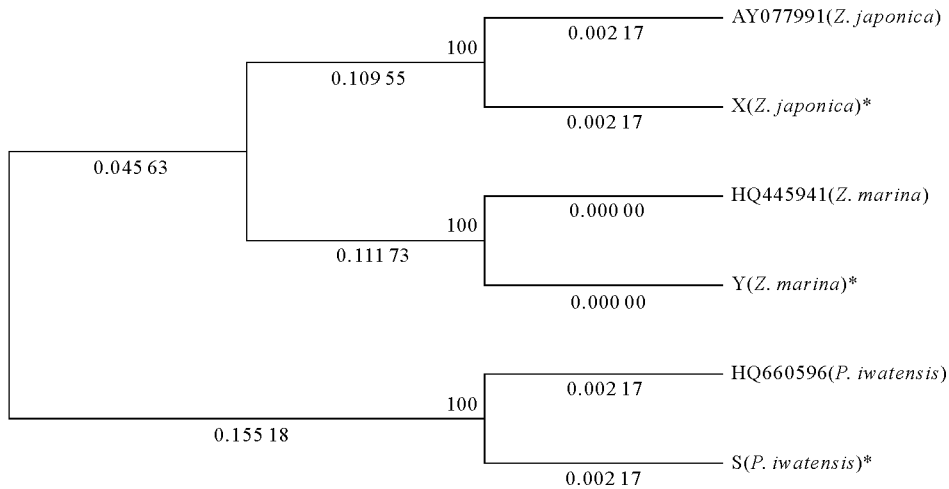 AY077991(Z. japonica)
0.002 17
100
0.109 55
X(Z. japonica)*
0.002 17
0.045 63
HQ445941(Z. marina)
0.000 00
100
0.111 73
Y(Z. marina)*
0.000 00
HQ660596(P. iwatensis)
0.002 17
100
0.155 18
S(P. iwatensis)*
0.002 17